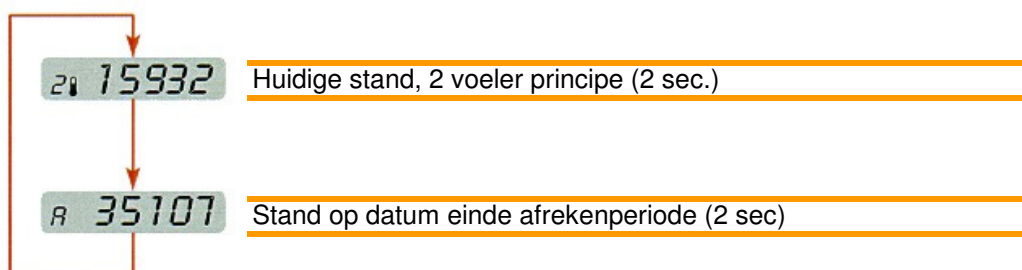 2 15932
Huidige stand, 2 voeler principe (2 sec.)
A 35107
Stand op datum einde afrekenperiode (2 sec)